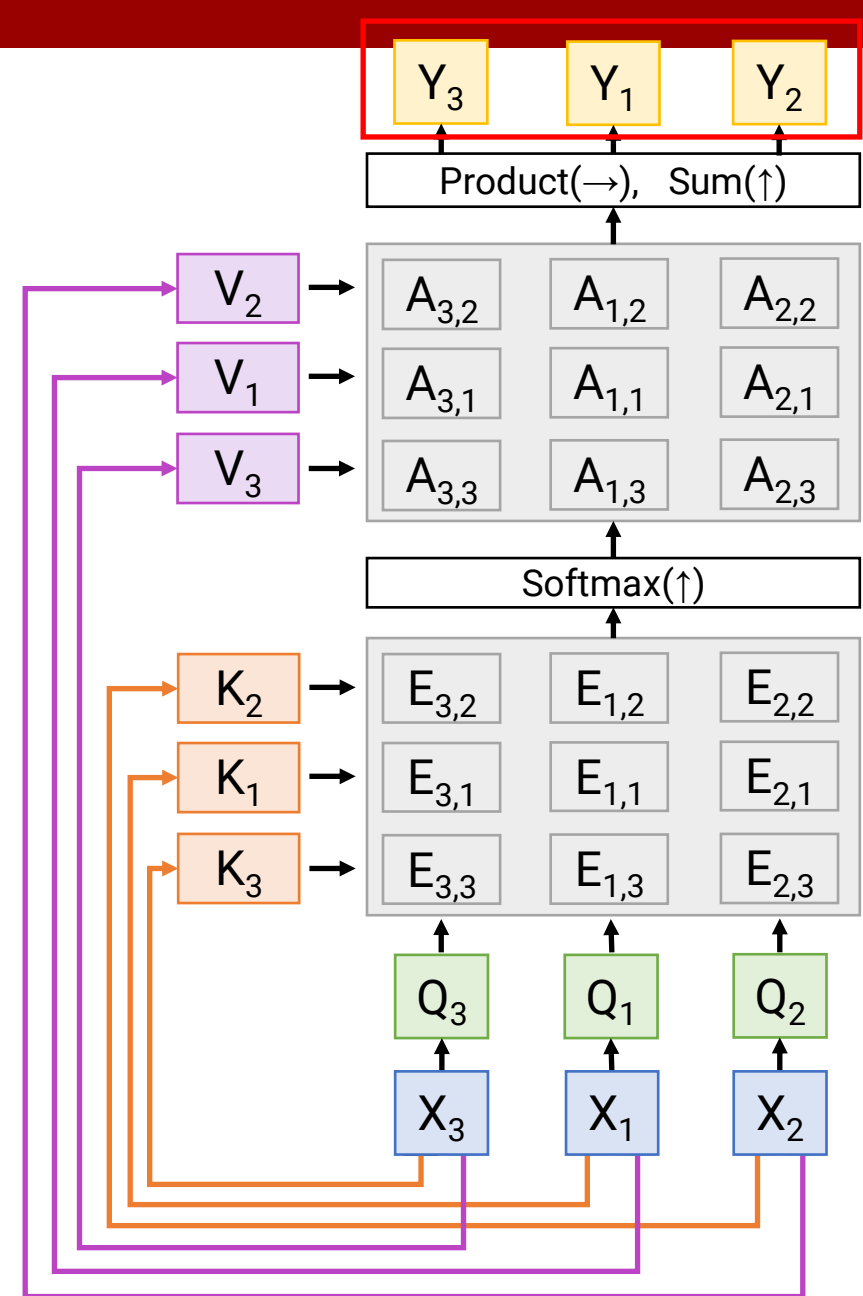 Y₃ Y₁ Y₂
Product(→), Sum(↑)
V₂ A₃,₂ A₁,₂ A₂,₂
V₁ A₃,₁ A₁,₁ A₂,₁
V₃ A₃,₃ A₁,₃ A₂,₃
Softmax(↑)
K₂ E₃,₂ E₁,₂ E₂,₂
K₁ E₃,₁ E₁,₁ E₂,₁
K₃ E₃,₃ E₁,₃ E₂,₃
Q₃ Q₁ Q₂
X₃ X₁ X₂